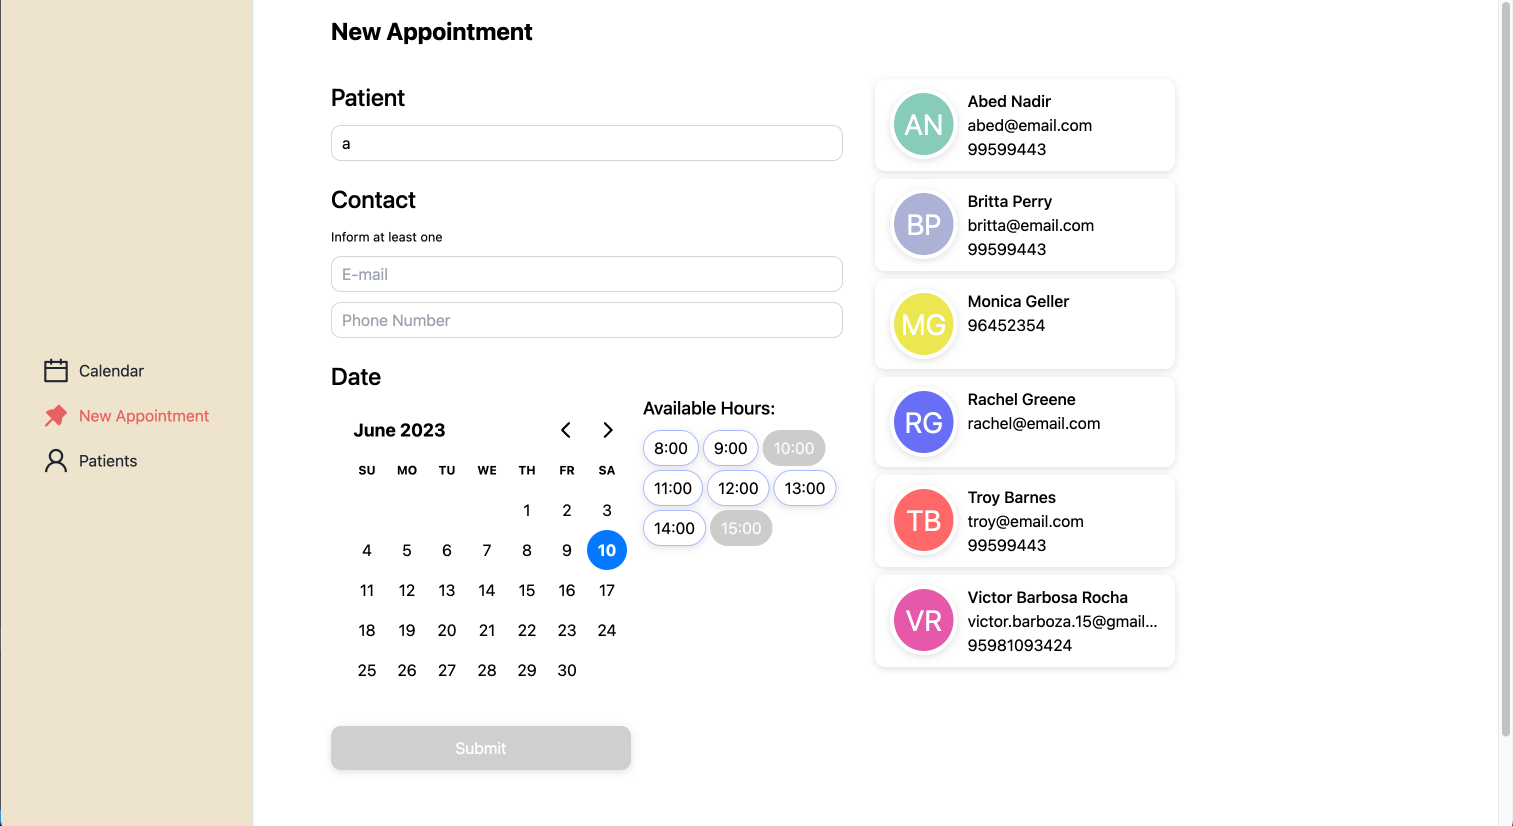 Calendar
New Appointment
Patients
New Appointment
Patient
a
Contact
Inform at least one
E-mail
Phone Number
Date
June 2023
SU MO TU WE TH FR SA
1 2 3
4 5 6 7 8 9 10
11 12 13 14 15 16 17
18 19 20 21 22 23 24
25 26 27 28 29 30
Available Hours:
8:00 9:00 10:00
11:00 12:00 13:00
14:00 15:00
Submit
AN
Abed Nadir
abed@email.com
99599443
BP
Britta Perry
britta@email.com
99599443
MG
Monica Geller
96452354
RG
Rachel Greene
rachel@email.com
TB
Troy Barnes
troy@email.com
99599443
VR
Victor Barbosa Rocha
victor.barboza.15@gmail...
95981093424